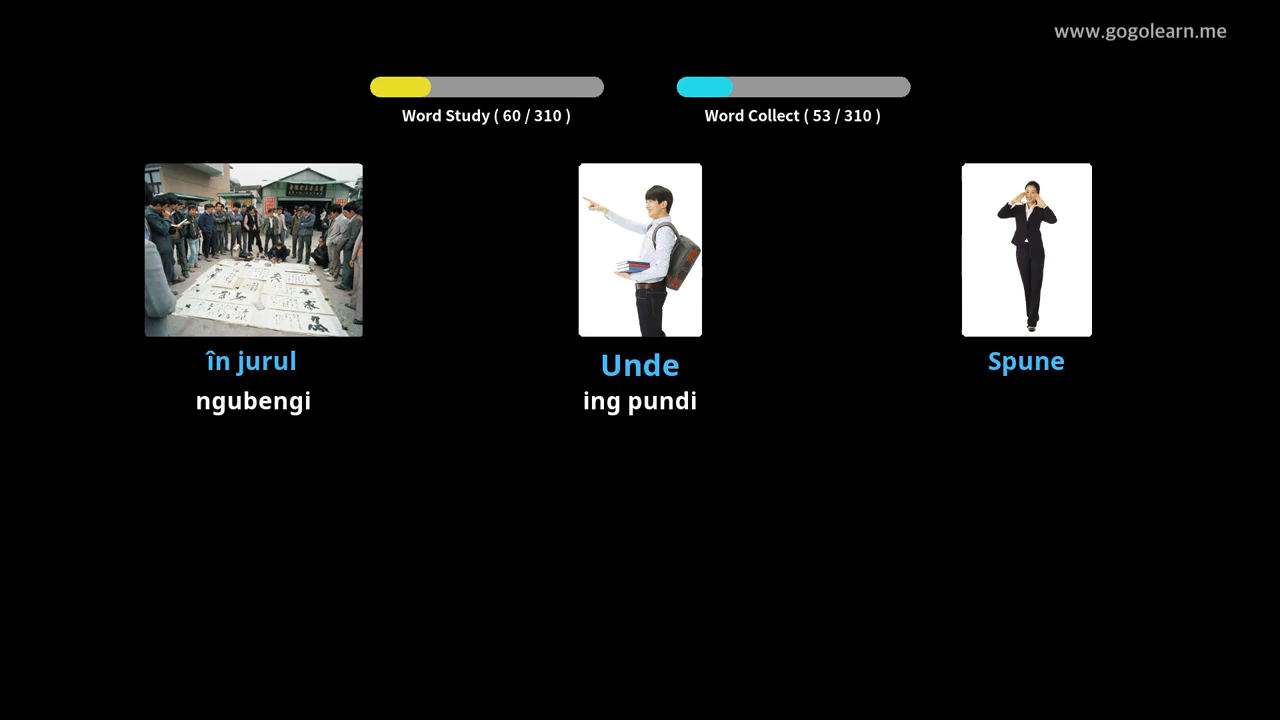 www.gogolearn.me
Word Study ( 60 / 310 )
Word Collect ( 53 / 310 )
în jurul
Unde
Spune
ngubengi
ing pundi